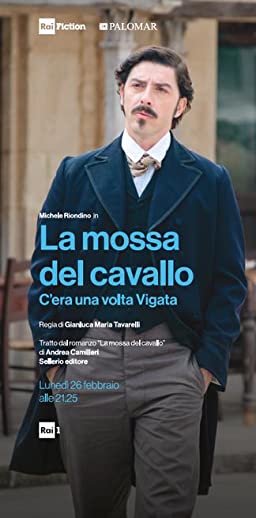 Rai Fiction PALOMAR
Michele Riondino in
La mossa
del cavallo
C'era una volta Vigata
Regia di Gianluca Maria Tavarelli
Tratto dal romanzo "La mossa del cavallo"
di Andrea Camilleri
Sellerio editore
Lunedì 26 febbraio
alle 21.25
Rai 1